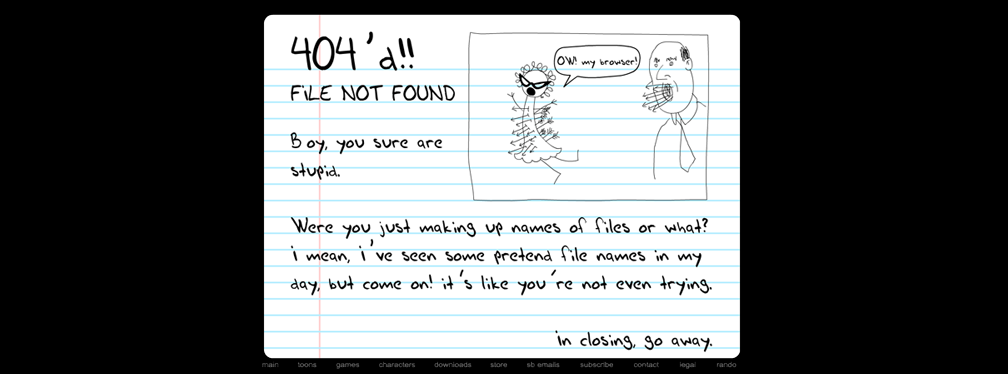 404'd!!
FiLE NOT FOUND
OW! my browser!
Boy, you sure are
stupid.
Were you just making up names of files or what?
i mean, i've seen some pretend file names in my
day, but come on! it's like you're not even trying.
in closing, go away.
main toons games characters downloads store sb emails subscribe contact legal rando